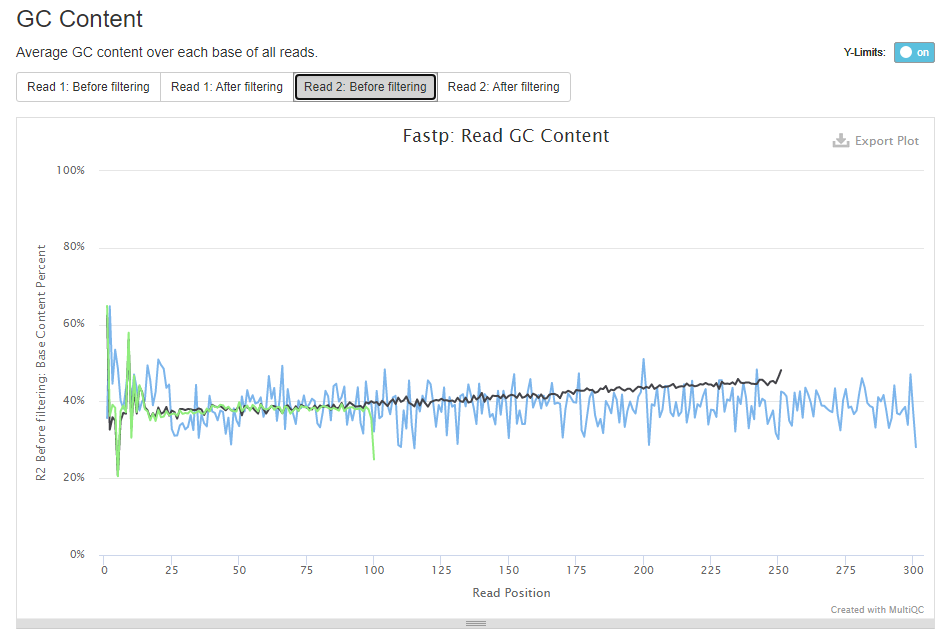 GC Content
Average GC content over each base of all reads.
Y-Limits: on
Read 1: Before filtering Read 1: After filtering Read 2: Before filtering Read 2: After filtering
Fastp: Read GC Content
Export Plot
R2 Before filtering: Base Content Percent
100%
80%
60%
40%
20%
0%
0 25 50 75 100 125 150 175 200 225 250 275 300
Read Position
Created with MultiQC